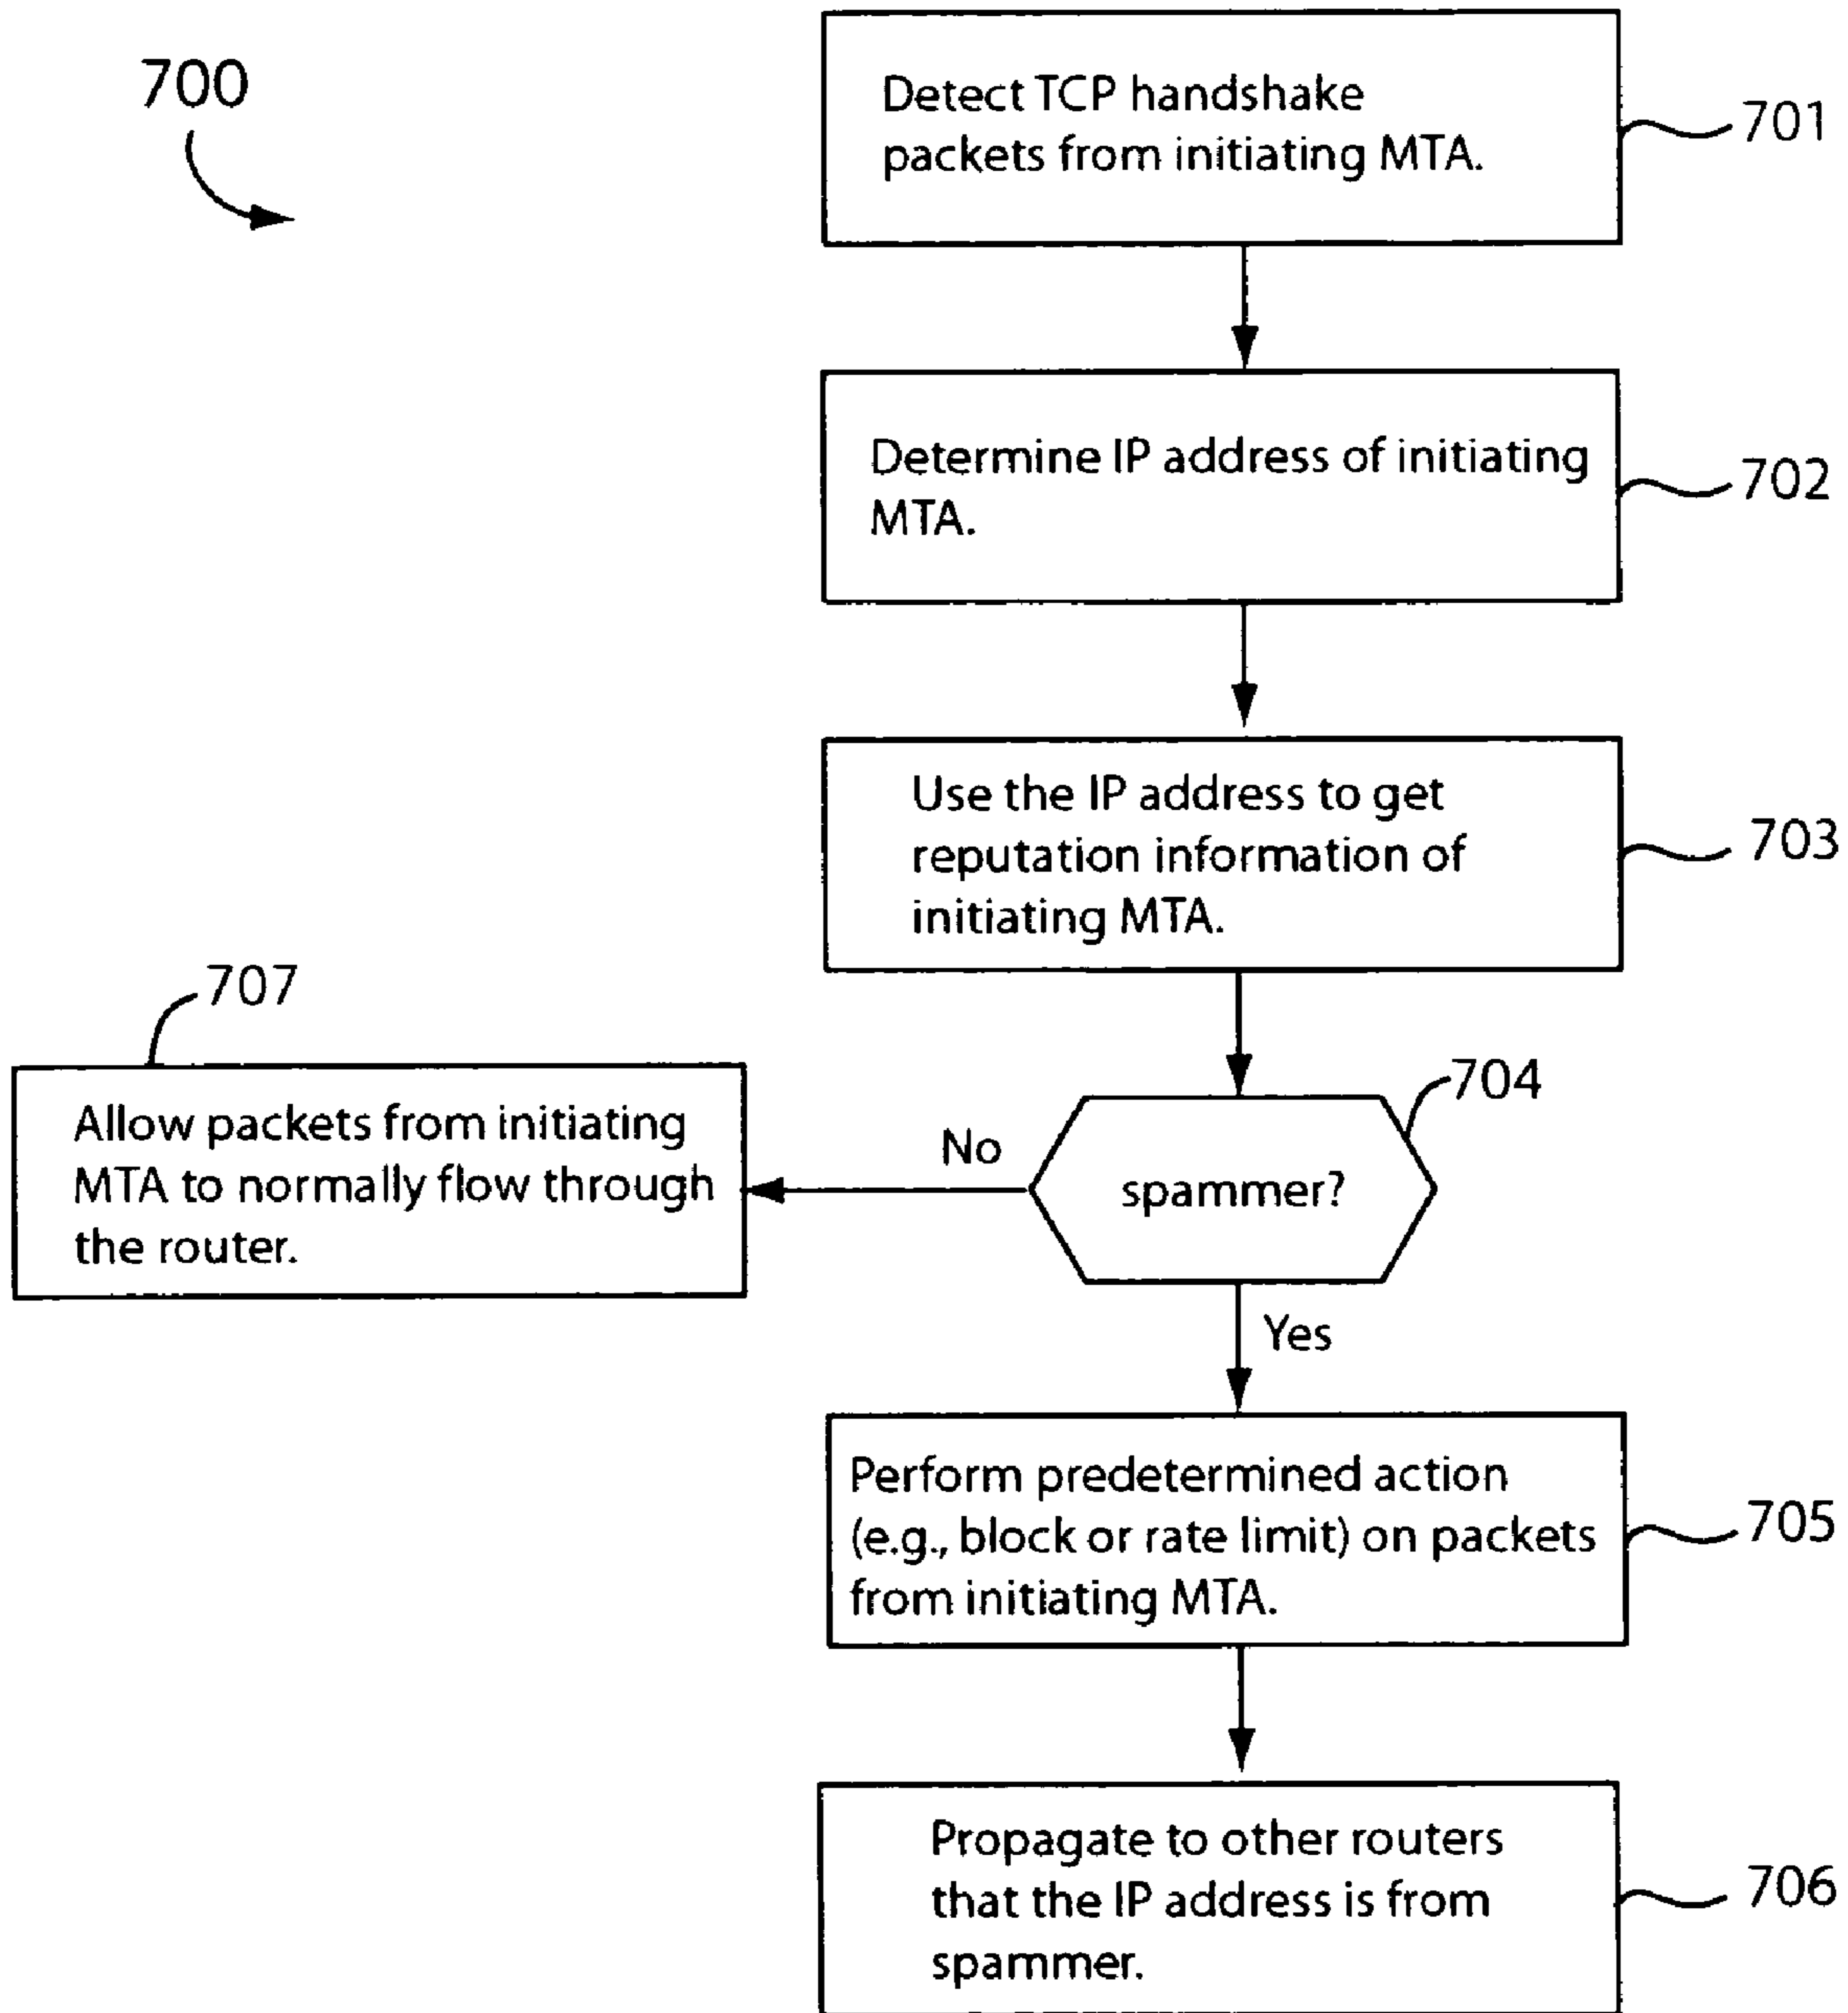 700
Detect TCP handshake
packets from initiating MTA.
701
Determine IP address of initiating
MTA.
702
Use the IP address to get
reputation information of
initiating MTA.
703
707
Allow packets from initiating
MTA to normally flow through
the router.
No
704
spammer?
Yes
Perform predetermined action
(e.g., block or rate limit) on packets
from initiating MTA.
705
Propagate to other routers
that the IP address is from
spammer.
706